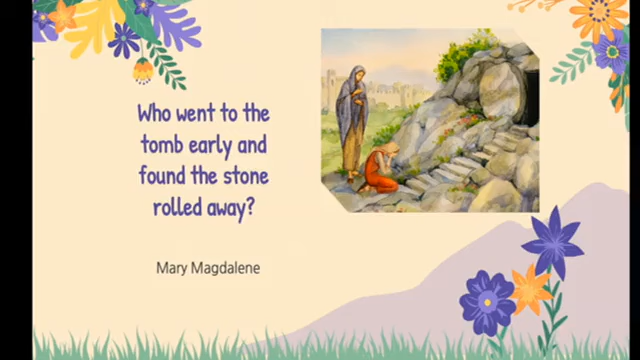 Who went to the
tomb early and
found the stone
rolled away?
Mary Magdalene